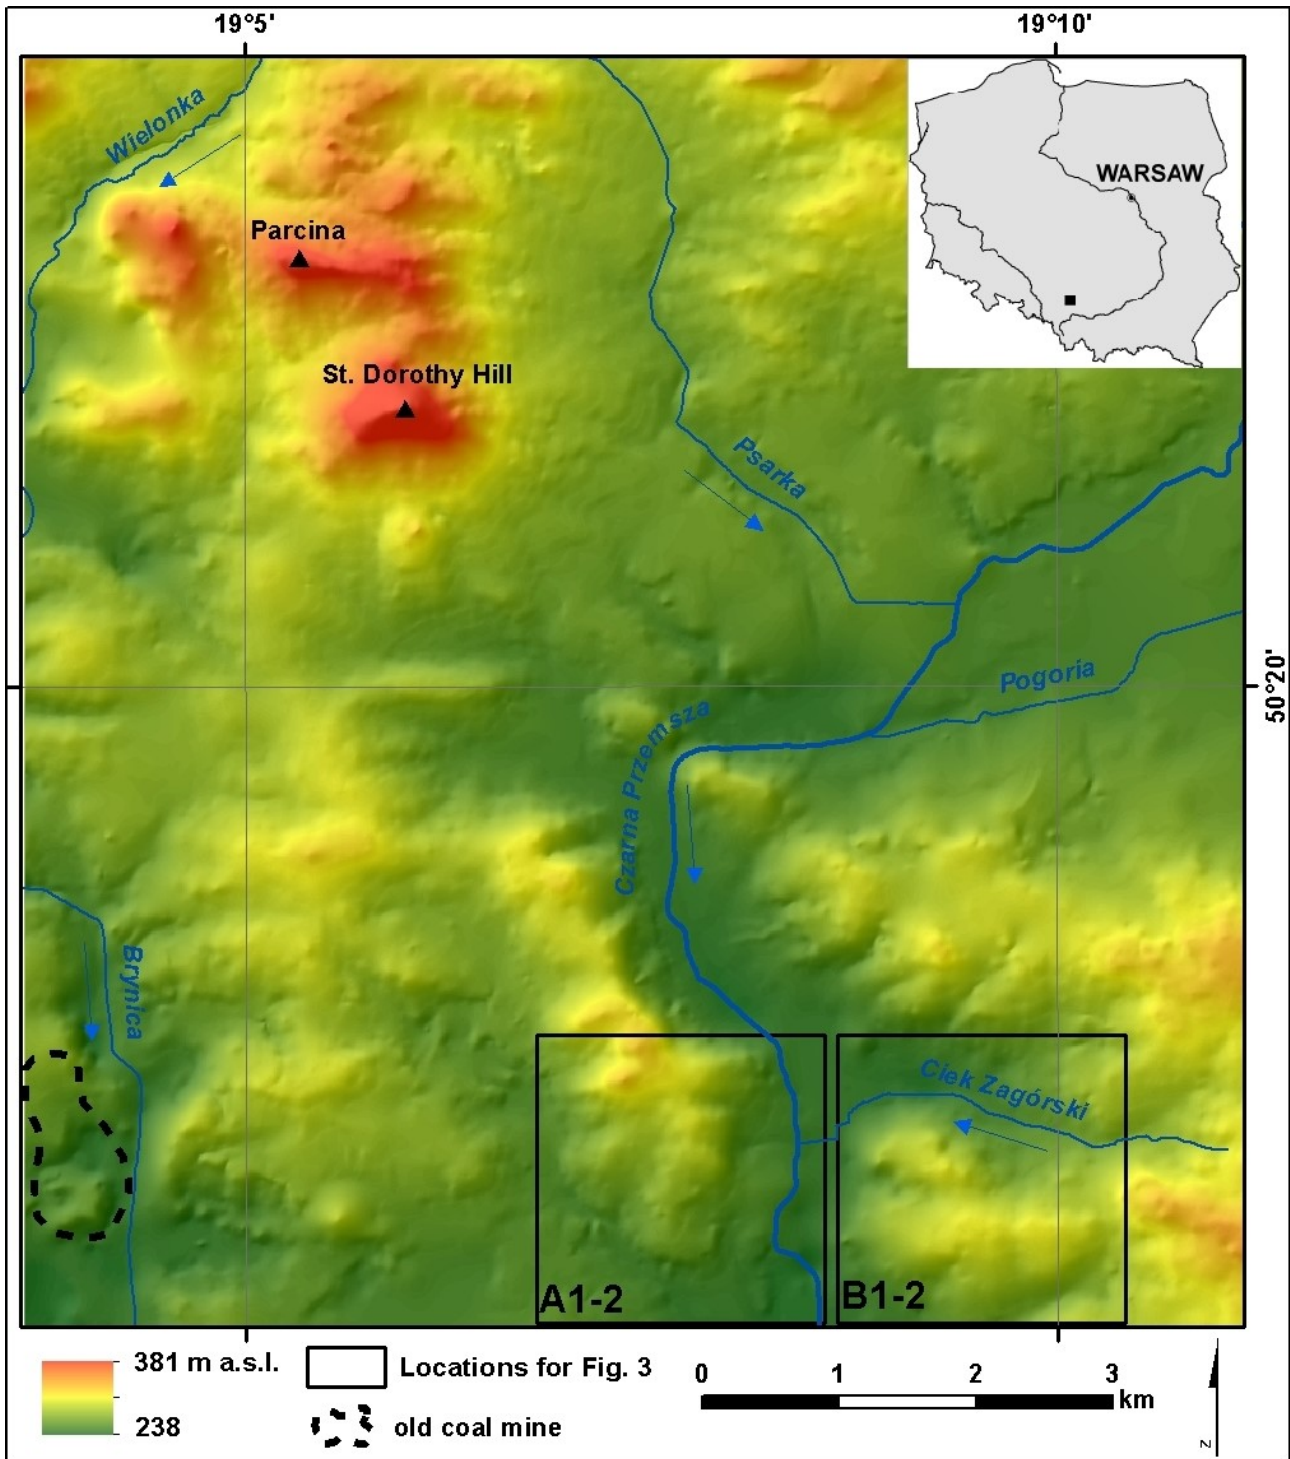 19°5'
19°10'
Wielonka
WARSAW
Parcina
St. Dorothy Hill
Psarka
50°20'
Pogoria
Czarna Przemsza
Brynica
Ciek Zagórski
A1-2
B1-2
381 m a.s.l.
238
Locations for Fig. 3
old coal mine
0 1 2 3
km
N